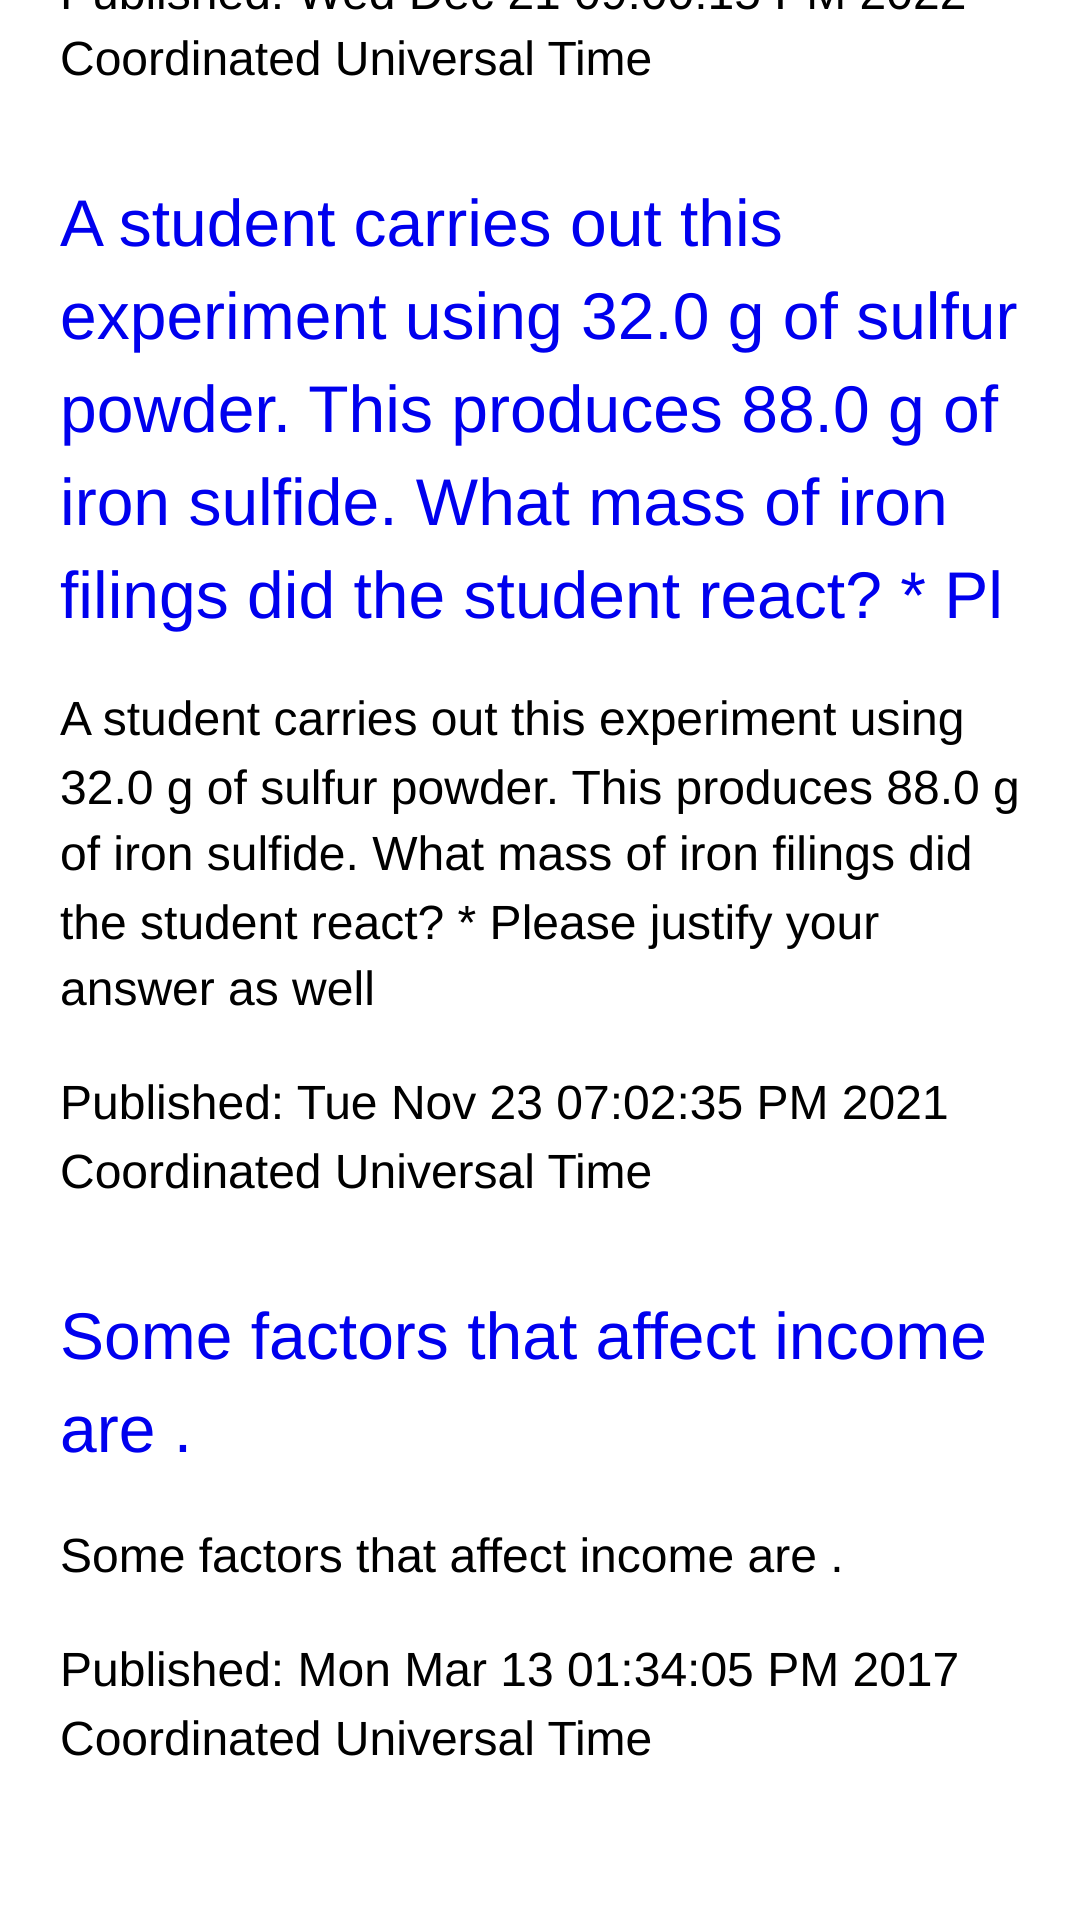 Published: Wed Dec 21 09:00:15 PM 2022
Coordinated Universal Time
A student carries out this
experiment using 32.0 g of sulfur
powder. This produces 88.0 g of
iron sulfide. What mass of iron
filings did the student react? * Pl
A student carries out this experiment using
32.0 g of sulfur powder. This produces 88.0 g
of iron sulfide. What mass of iron filings did
the student react? * Please justify your
answer as well
Published: Tue Nov 23 07:02:35 PM 2021
Coordinated Universal Time
Some factors that affect income
are .
Some factors that affect income are .
Published: Mon Mar 13 01:34:05 PM 2017
Coordinated Universal Time